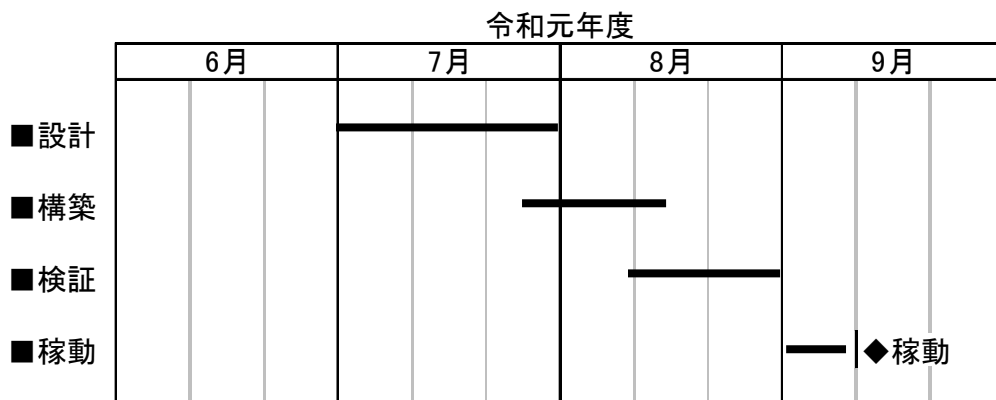 令和元年度
6月 7月 8月 9月
■設計
■構築
■検証
■稼動 ◆稼動